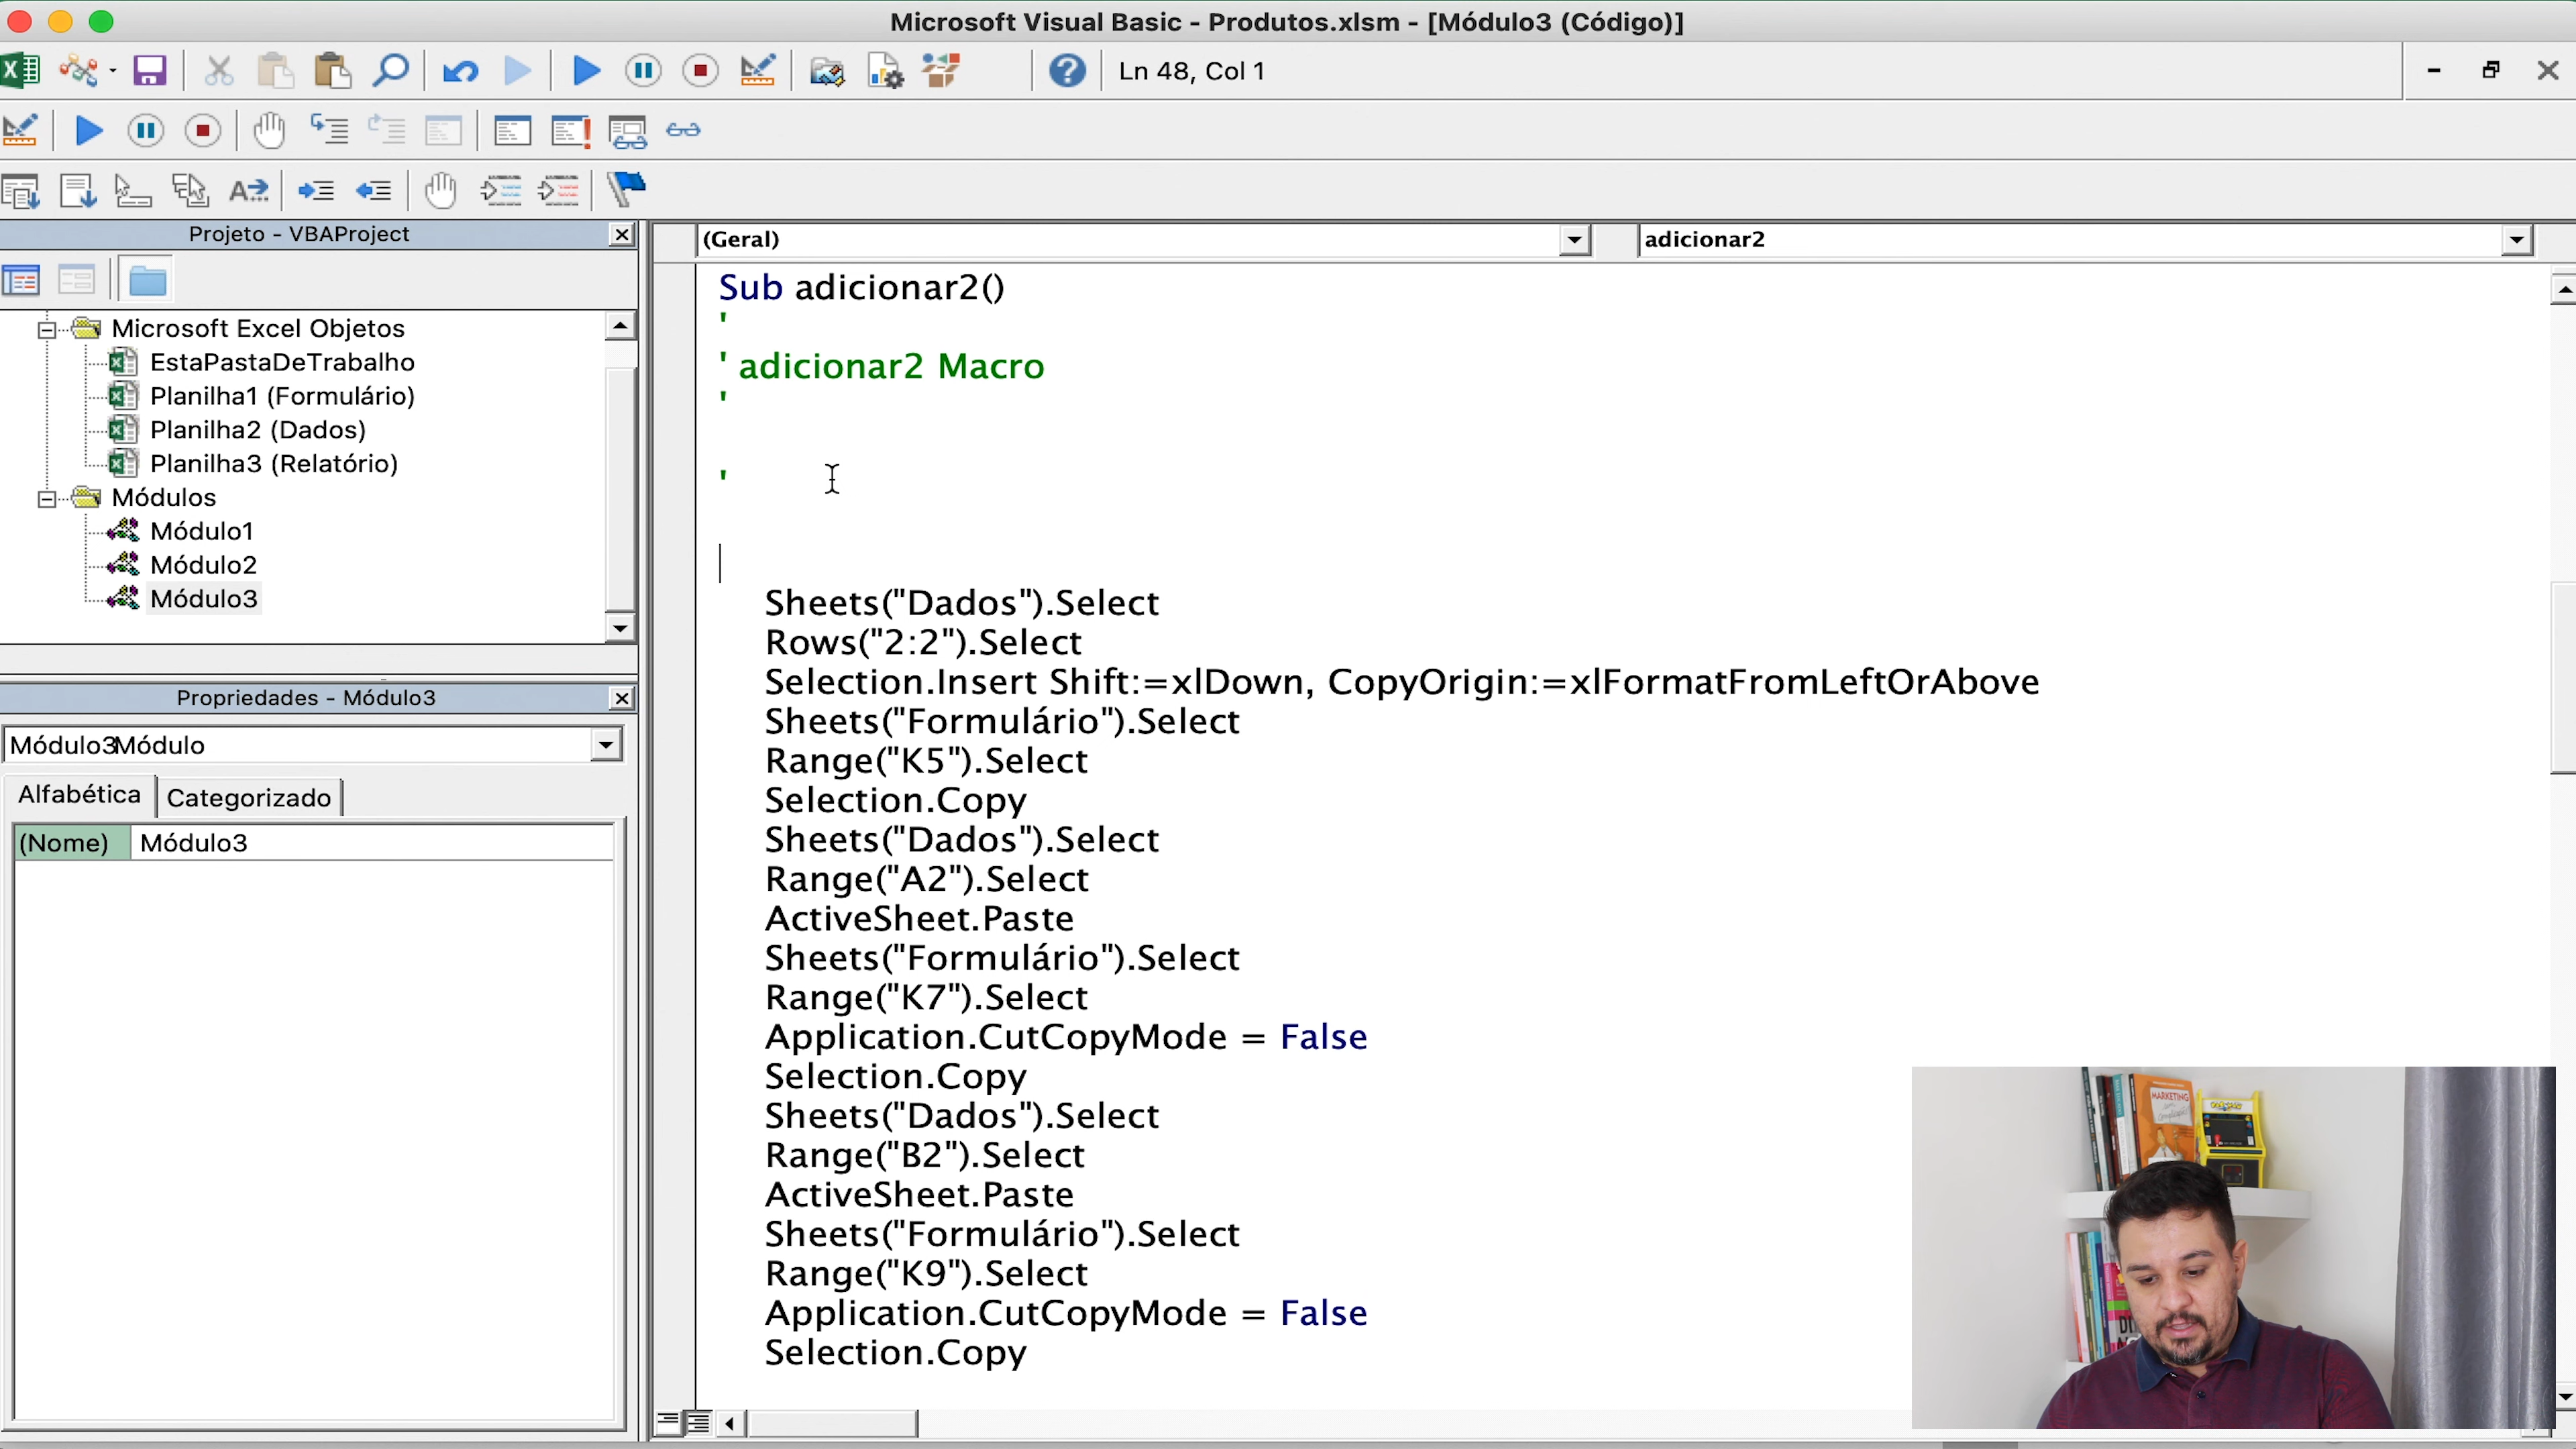 Microsoft Visual Basic - Produtos.xlsm - [Módulo3 (Código)]
Ln 48, Col 1
Projeto - VBAProject
(Geral)
adicionar2
Microsoft Excel Objetos
EstaPastaDeTrabalho
Planilha1 (Formulário)
Planilha2 (Dados)
Planilha3 (Relatório)
Módulos
Módulo1
Módulo2
Módulo3
Propriedades - Módulo3
Módulo3 Módulo
Alfabética
Categorizado
(Nome) Módulo3
Sub adicionar2()
'
' adicionar2 Macro
'
'
Sheets("Dados").Select
Rows("2:2").Select
Selection.Insert Shift:=xlDown, CopyOrigin:=xlFormatFromLeftOrAbove
Sheets("Formulário").Select
Range("K5").Select
Selection.Copy
Sheets("Dados").Select
Range("A2").Select
ActiveSheet.Paste
Sheets("Formulário").Select
Range("K7").Select
Application.CutCopyMode = False
Selection.Copy
Sheets("Dados").Select
Range("B2").Select
ActiveSheet.Paste
Sheets("Formulário").Select
Range("K9").Select
Application.CutCopyMode = False
Selection.Copy
MARKETING